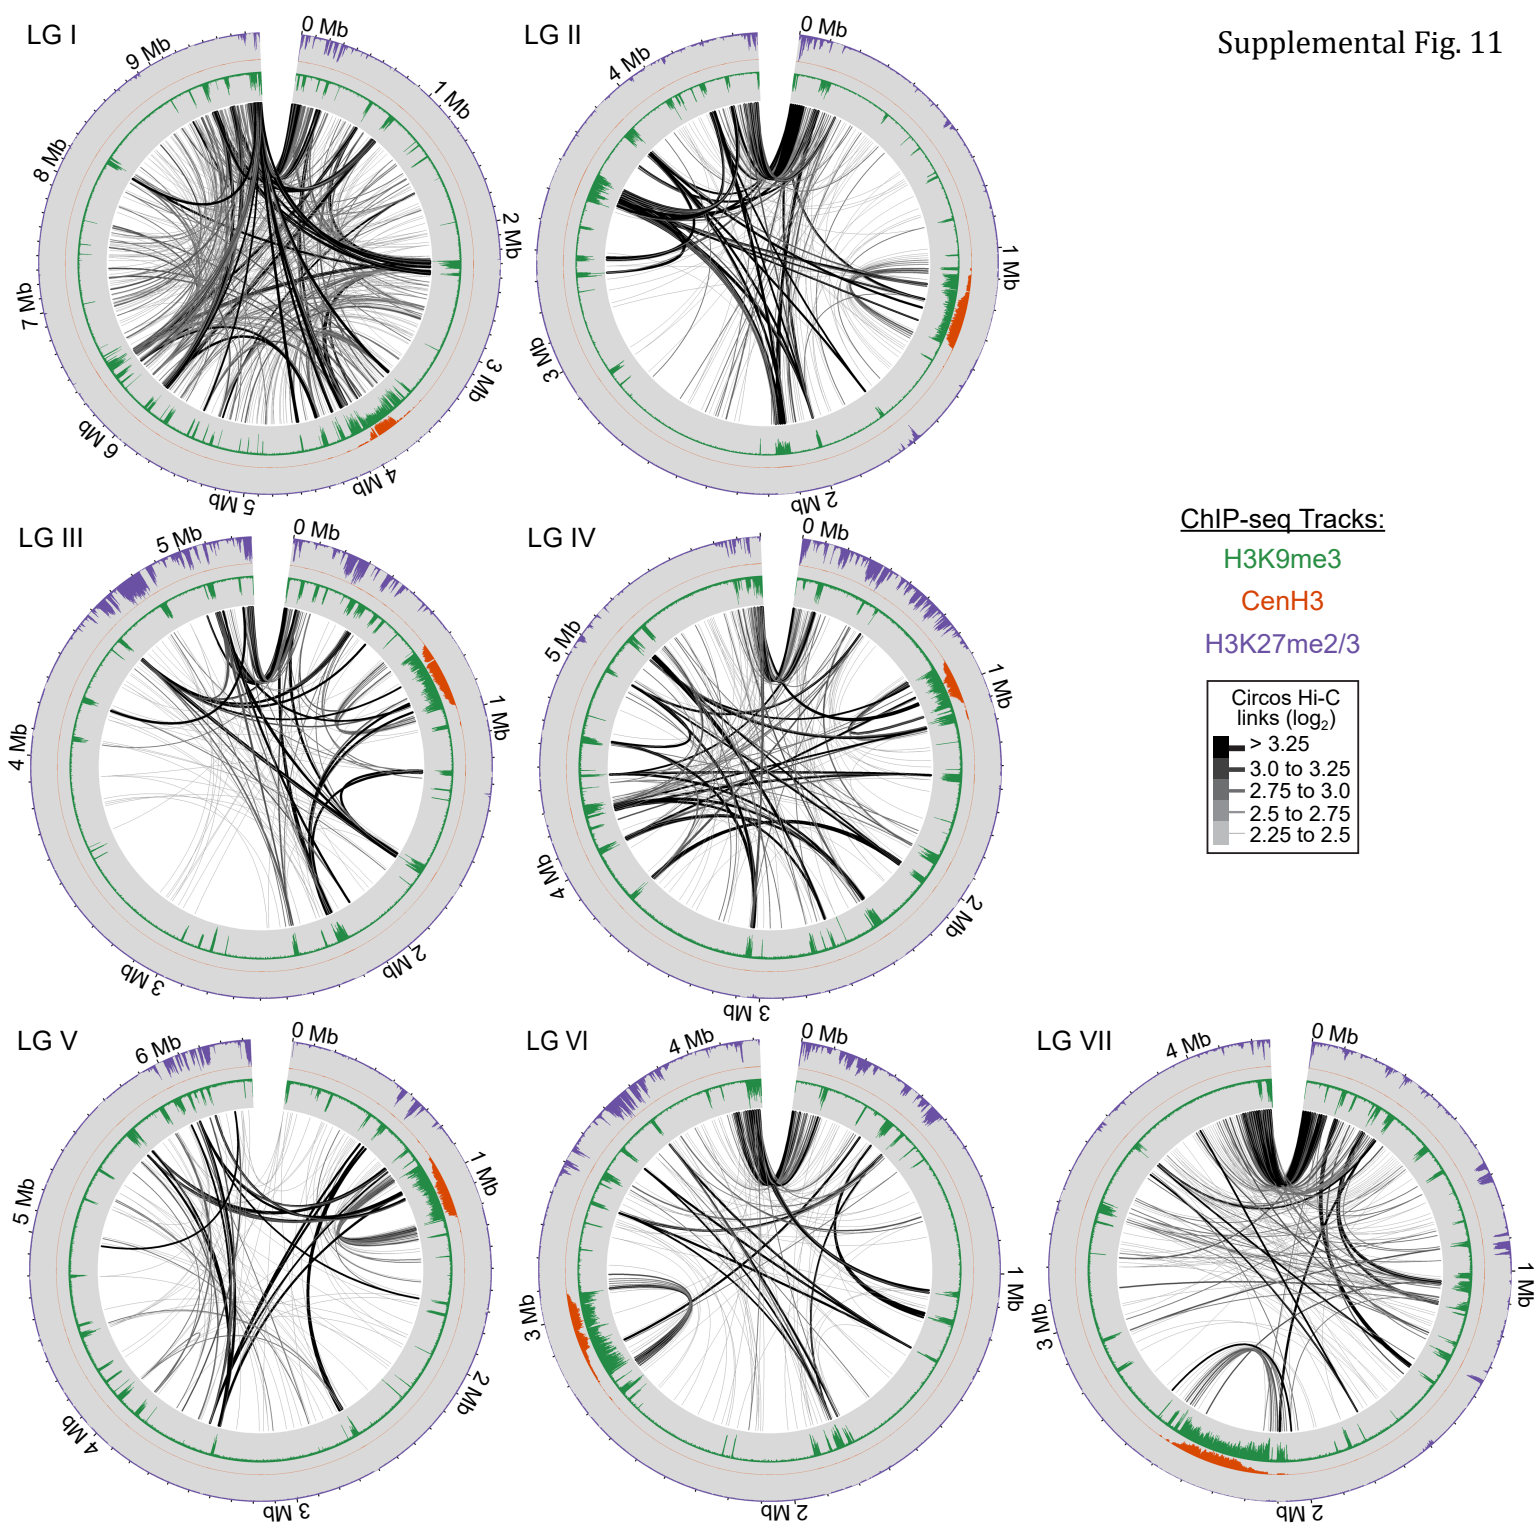 Supplemental Fig. 11
LG I
0 Mb
1 Mb
2 Mb
3 Mb
4 Mb
5 Mb
6 Mb
7 Mb
8 Mb
9 Mb
LG II
0 Mb
1 Mb
2 Mb
3 Mb
4 Mb
LG III
0 Mb
1 Mb
2 Mb
3 Mb
4 Mb
5 Mb
LG IV
0 Mb
1 Mb
2 Mb
3 Mb
4 Mb
5 Mb
ChIP-seq Tracks:
H3K9me3
CenH3
H3K27me2/3
Circos Hi-C
links (log2)
> 3.25
3.0 to 3.25
2.75 to 3.0
2.5 to 2.75
2.25 to 2.5
LG V
0 Mb
1 Mb
2 Mb
3 Mb
4 Mb
5 Mb
6 Mb
LG VI
0 Mb
1 Mb
2 Mb
3 Mb
4 Mb
LG VII
0 Mb
1 Mb
2 Mb
3 Mb
4 Mb